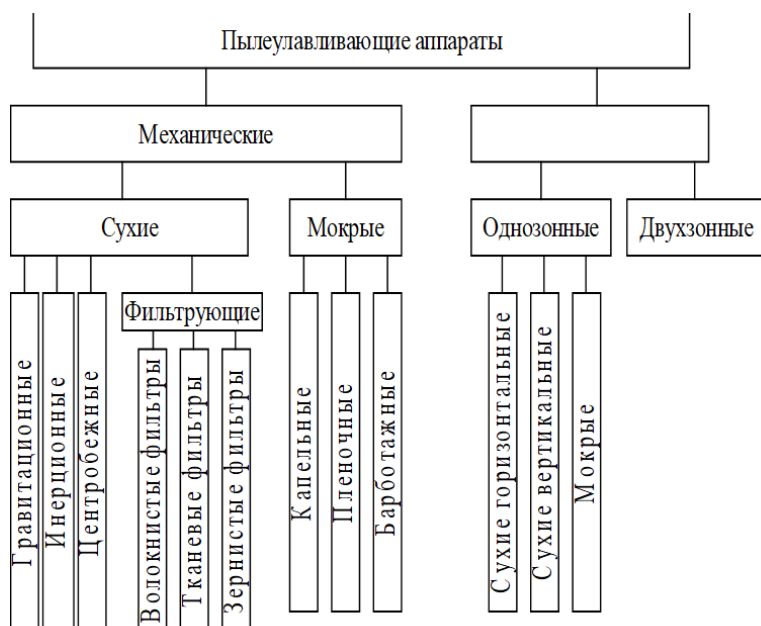 Пылеулавливающие аппараты
Механические
Сухие
Мокрые
Однозонные
Двухзонные
Фильтрующие
Гравитационные
Инерционные
Центробежные
Волокнистые фильтры
Тканевые фильтры
Зернистые фильтры
Капельные
Пленочные
Барботажные
Сухие горизонтальные
Сухие вертикальные
Мокрые